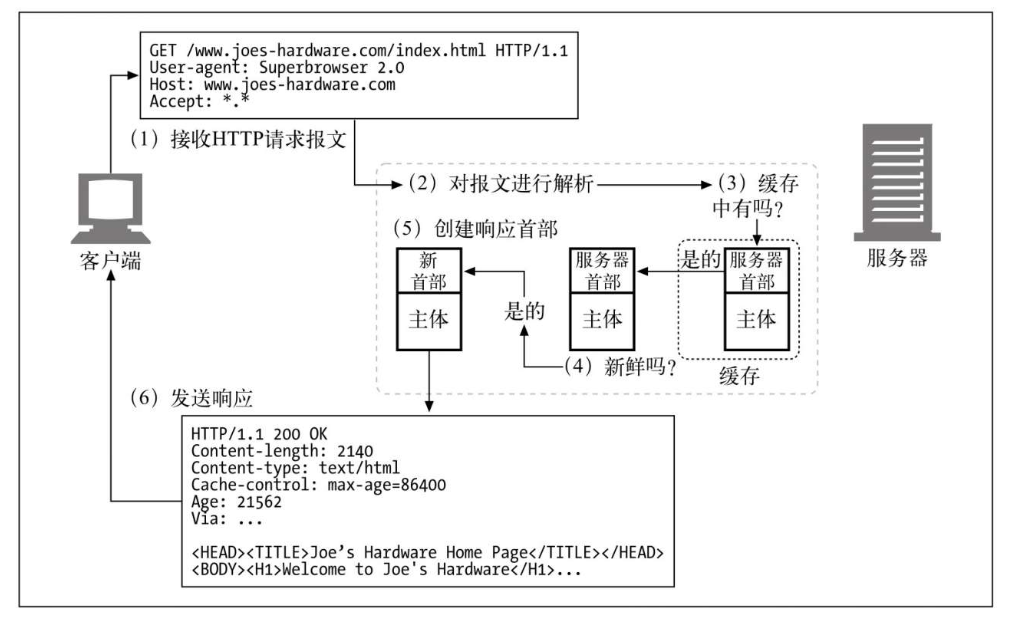 GET /www.joes-hardware.com/index.html HTTP/1.1
User-agent: Superbrowser 2.0
Host: www.joes-hardware.com
Accept: *.*
(1) 接收HTTP请求报文
(2) 对报文进行解析
(3) 缓存
中有吗?
(5) 创建响应首部
客户端
服务器
新
首部
主体
是的
服务器
首部
主体
是的
服务器
首部
主体
(4) 新鲜吗?
缓存
(6) 发送响应
HTTP/1.1 200 OK
Content-length: 2140
Content-type: text/html
Cache-control: max-age=86400
Age: 21562
Via: ...
<HEAD><TITLE>Joe’s Hardware Home Page</TITLE></HEAD>
<BODY><H1>Welcome to Joe's Hardware</H1>...